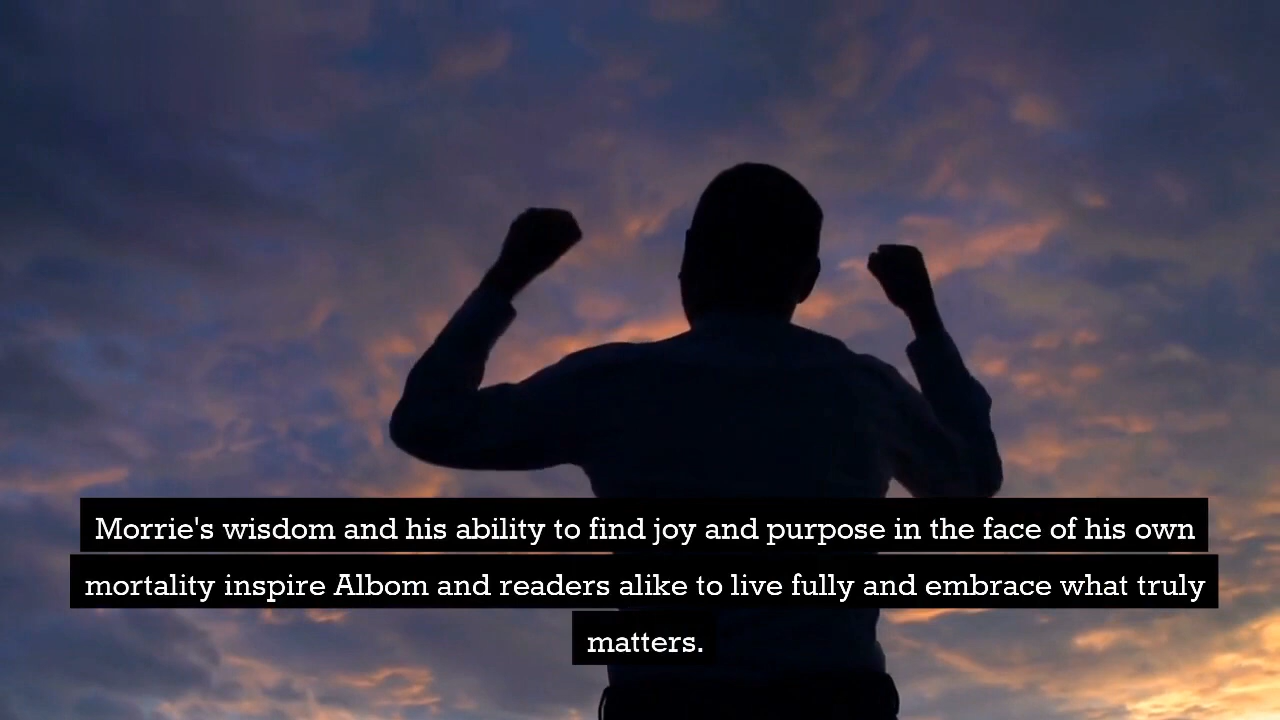 Morrie's wisdom and his ability to find joy and purpose in the face of his own
mortality inspire Albom and readers alike to live fully and embrace what truly
matters.